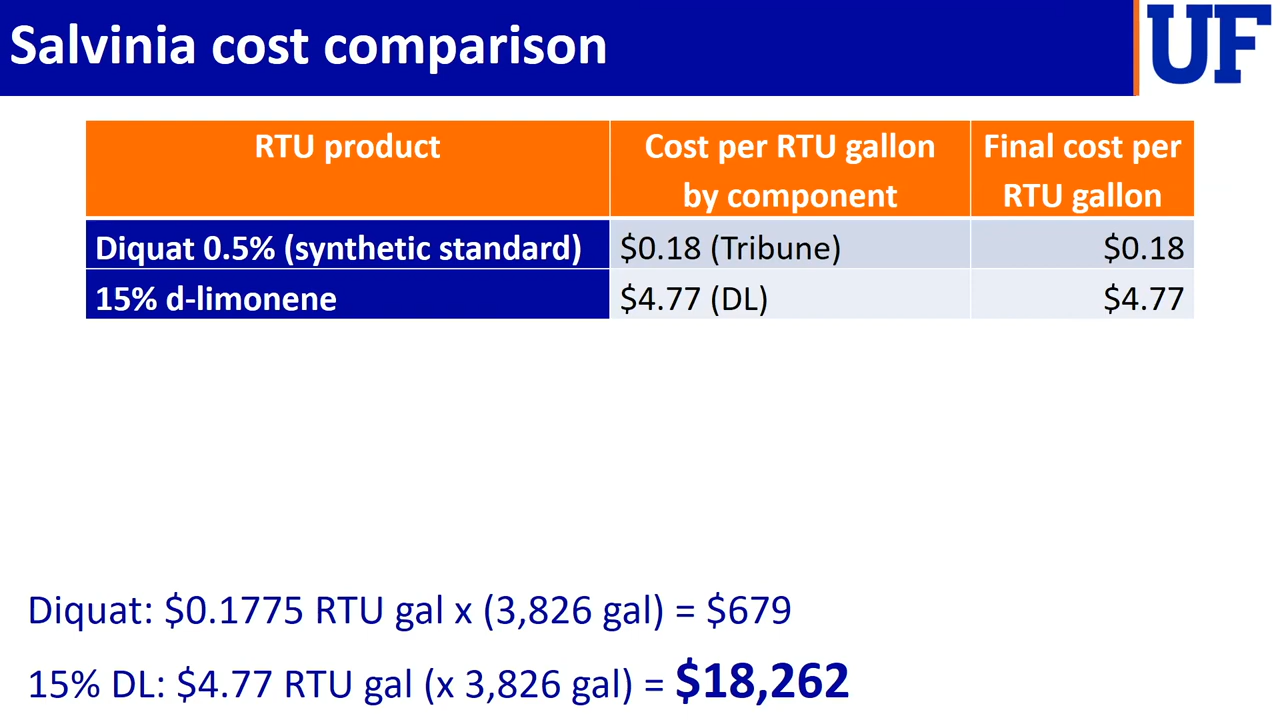 Salvinia cost comparison
UF
RTU product
Cost per RTU gallon
by component
Final cost per
RTU gallon
Diquat 0.5% (synthetic standard)
$0.18 (Tribune)
$0.18
15% d-limonene
$4.77 (DL)
$4.77
Diquat: $0.1775 RTU gal x (3,826 gal) = $679
15% DL: $4.77 RTU gal (x 3,826 gal) = $18,262